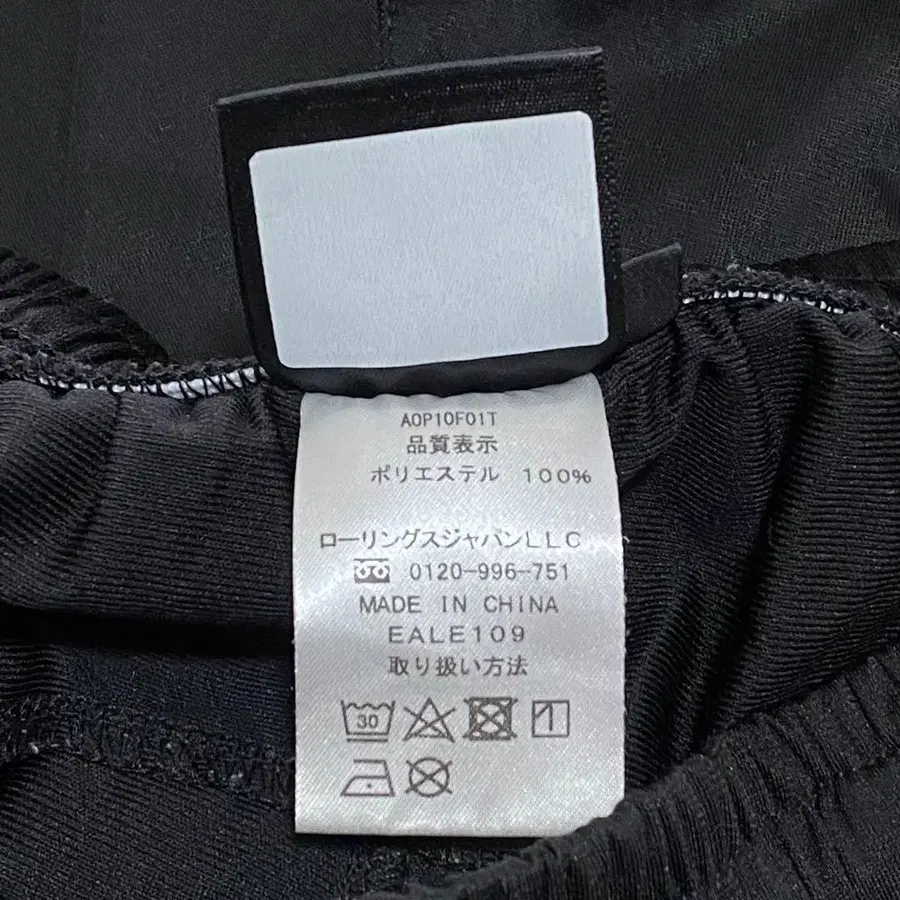 AOP10F01T
品質表示
ポリエステル 100%
ローリングスジャパンLLC
0120-996-751
MADE IN CHINA
EALE109
取り扱い方法
30